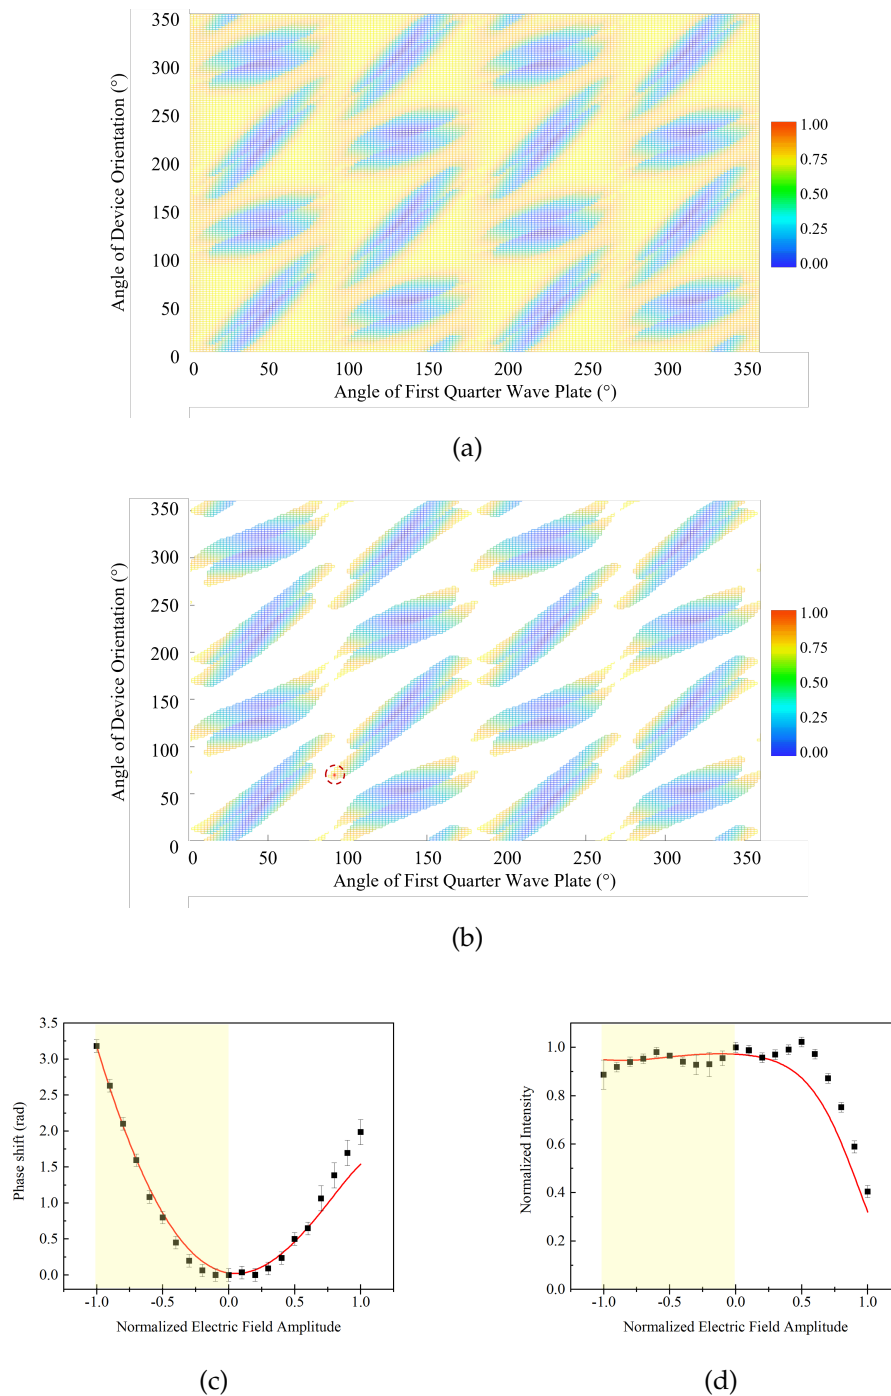 350
300
250
200
150
100
50
0
Angle of Device Orientation (°)
0 50 100 150 200 250 300 350
Angle of First Quarter Wave Plate (°)
1.00
0.75
0.50
0.25
0.00
(a)
350
300
250
200
150
100
50
0
Angle of Device Orientation (°)
0 50 100 150 200 250 300 350
Angle of First Quarter Wave Plate (°)
1.00
0.75
0.50
0.25
0.00
(b)
3.5
3.0
2.5
2.0
1.5
1.0
0.5
0.0
Phase shift (rad)
-1.0 -0.5 0.0 0.5 1.0
Normalized Electric Field Amplitude
(c)
1.0
0.8
0.6
0.4
0.2
0.0
Normalized Intensity
-1.0 -0.5 0.0 0.5 1.0
Normalized Electric Field Amplitude
(d)